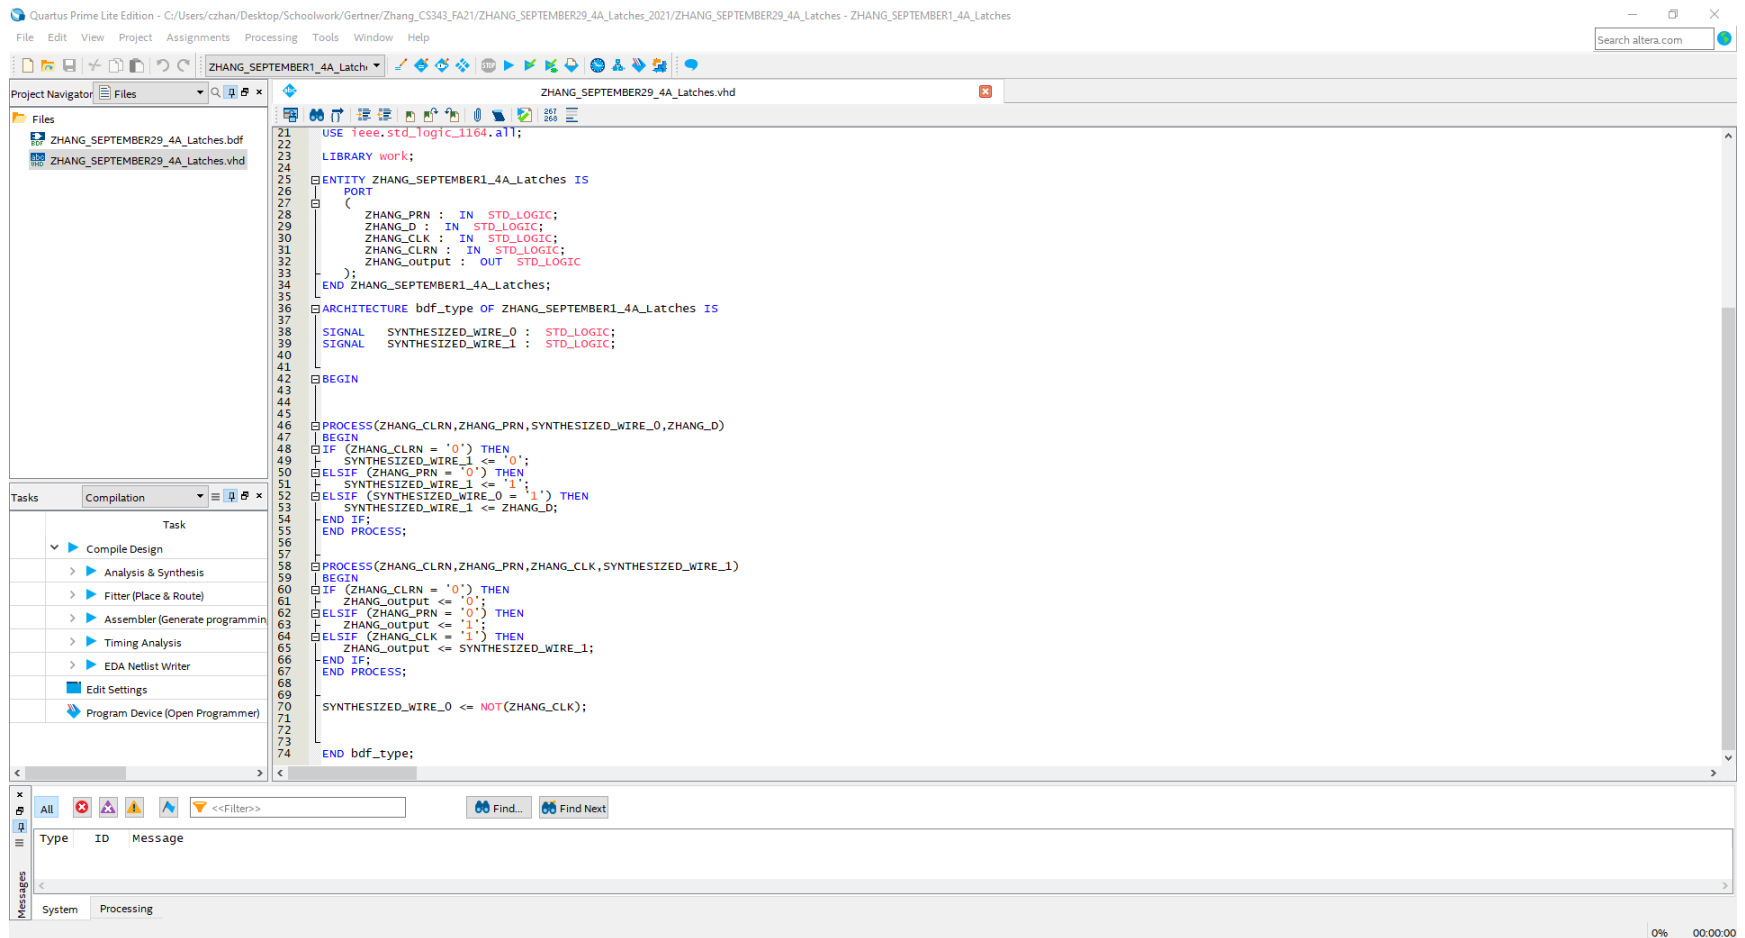 Quartus Prime Lite Edition - C:/Users/czhan/Desktop/Schoolwork/Gertner/Zhang_CS343_FA21/ZHANG_SEPTEMBER29_4A_Latches_2021/ZHANG_SEPTEMBER29_4A_Latches - ZHANG_SEPTEMBER1_4A_Latches
File Edit View Project Assignments Processing Tools Window Help
Search altera.com
ZHANG_SEPTEMBER1_4A_Latch
Project Navigator Files
Files
ZHANG_SEPTEMBER29_4A_Latches.bdf
ZHANG_SEPTEMBER29_4A_Latches.vhd
Tasks Compilation
Task
Compile Design
Analysis & Synthesis
Fitter (Place & Route)
Assembler (Generate programmin
Timing Analysis
EDA Netlist Writer
Edit Settings
Program Device (Open Programmer)
ZHANG_SEPTEMBER29_4A_Latches.vhd
267
268
21 USE ieee.std_logic_1164.all;
22
23 LIBRARY work;
24
25 ENTITY ZHANG_SEPTEMBER1_4A_Latches IS
26 PORT
27 (
28 ZHANG_PRN : IN STD_LOGIC;
29 ZHANG_D : IN STD_LOGIC;
30 ZHANG_CLK : IN STD_LOGIC;
31 ZHANG_CLRN : IN STD_LOGIC;
32 ZHANG_output : OUT STD_LOGIC
33 );
34 END ZHANG_SEPTEMBER1_4A_Latches;
35
36 ARCHITECTURE bdf_type OF ZHANG_SEPTEMBER1_4A_Latches IS
37
38 SIGNAL SYNTHESIZED_WIRE_0 : STD_LOGIC;
39 SIGNAL SYNTHESIZED_WIRE_1 : STD_LOGIC;
40
41
42 BEGIN
43
44
45
46 PROCESS(ZHANG_CLRN,ZHANG_PRN,SYNTHESIZED_WIRE_0,ZHANG_D)
47 BEGIN
48 IF (ZHANG_CLRN = '0') THEN
49 SYNTHESIZED_WIRE_1 <= '0';
50 ELSIF (ZHANG_PRN = '0') THEN
51 SYNTHESIZED_WIRE_1 <= '1';
52 ELSIF (SYNTHESIZED_WIRE_0 = '1') THEN
53 SYNTHESIZED_WIRE_1 <= ZHANG_D;
54 END IF;
55 END PROCESS;
56
57
58 PROCESS(ZHANG_CLRN,ZHANG_PRN,ZHANG_CLK,SYNTHESIZED_WIRE_1)
59 BEGIN
60 IF (ZHANG_CLRN = '0') THEN
61 ZHANG_output <= '0';
62 ELSIF (ZHANG_PRN = '0') THEN
63 ZHANG_output <= '1';
64 ELSIF (ZHANG_CLK = '1') THEN
65 ZHANG_output <= SYNTHESIZED_WIRE_1;
66 END IF;
67 END PROCESS;
68
69
70 SYNTHESIZED_WIRE_0 <= NOT(ZHANG_CLK);
71
72
73
74 END bdf_type;
All <<Filter>> Find... Find Next
Type ID Message
Messages
System Processing
0% 00:00:00